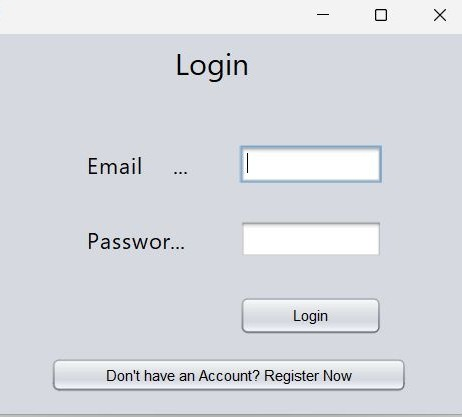 Login
Email ...
Passwor...
Login
Don't have an Account? Register Now